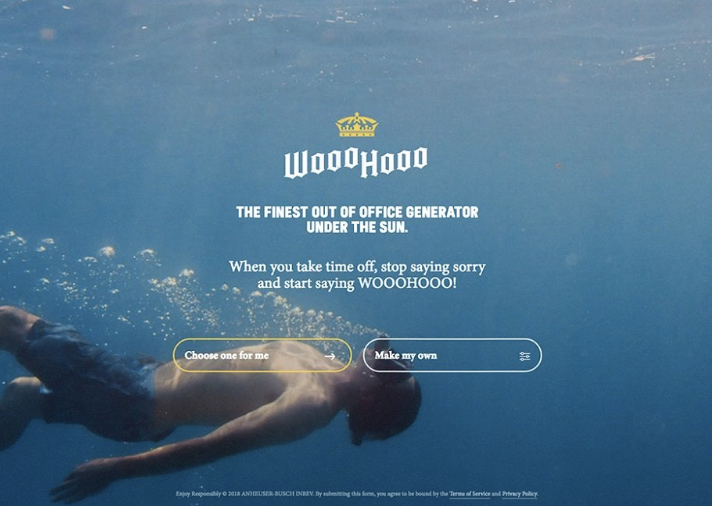 WOOOHOOO
THE FINEST OUT OF OFFICE GENERATOR
UNDER THE SUN.
When you take time off, stop saying sorry
and start saying WOOOHOOO!
Choose one for me
Make my own
Enjoy Responsibly © 2018 ANHEUSER-BUSCH INBEV. By submitting this form, you agree to be bound by the Terms of Service and Privacy Policy.